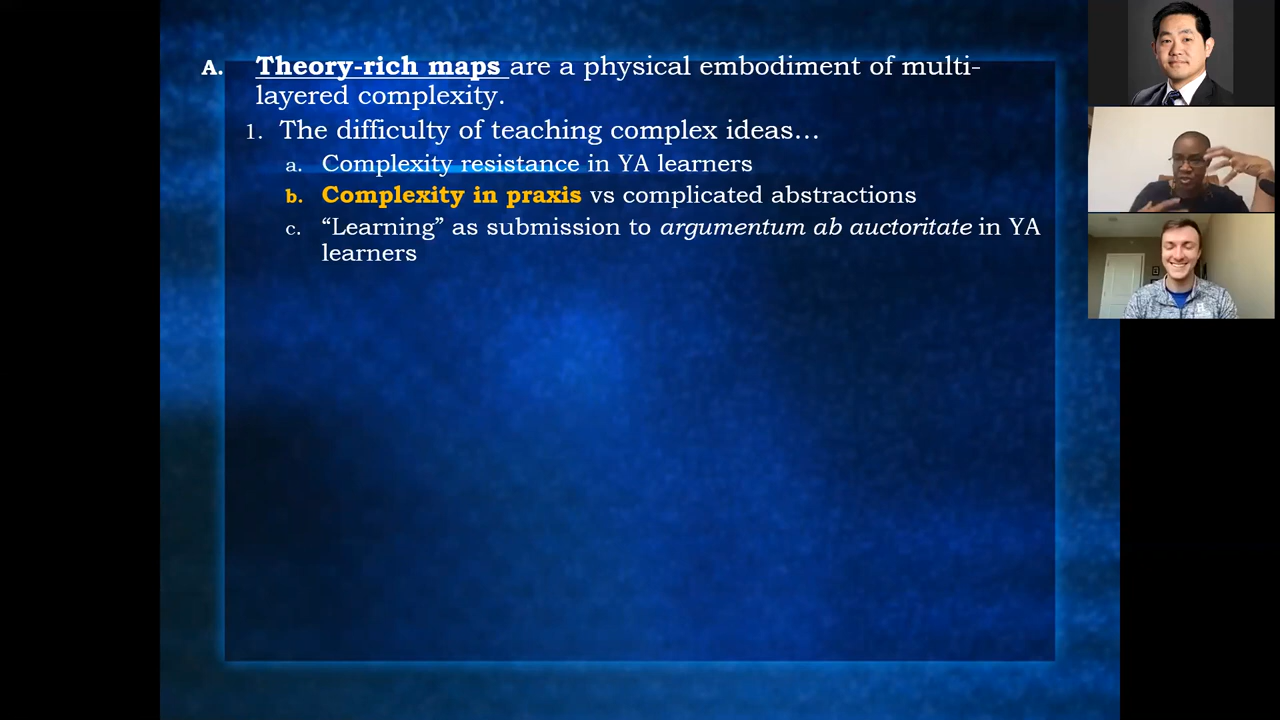 A. Theory-rich maps are a physical embodiment of multi-
layered complexity.
1. The difficulty of teaching complex ideas…
a. Complexity resistance in YA learners
b. Complexity in praxis vs complicated abstractions
c. “Learning” as submission to argumentum ab auctoritate in YA
learners